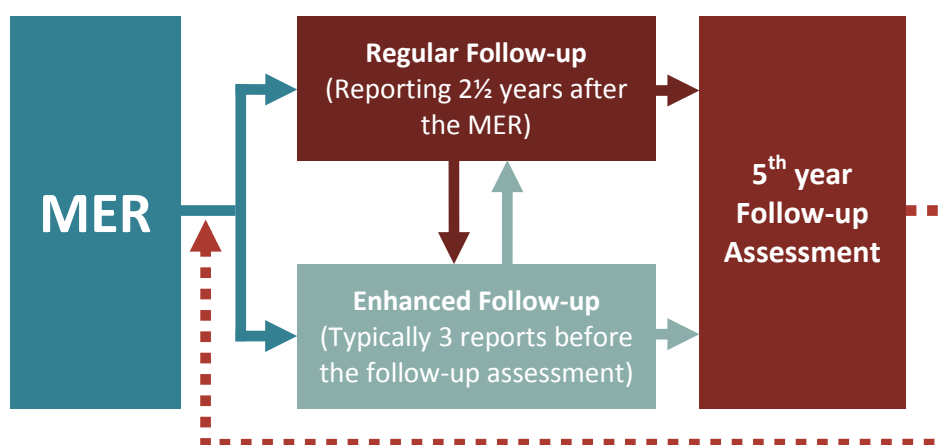 MER
Regular Follow-up
(Reporting 2½ years after
the MER)
Enhanced Follow-up
(Typically 3 reports before
the follow-up assessment)
5th year
Follow-up
Assessment